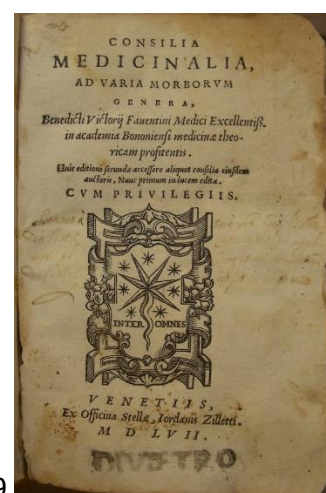 CONSILIA
MEDICINALIA,
AD VARIA MORBORVM
GENERA,
Benedicti Victorij Fauentini Medici Excellentiß.
in academia Bononiensi medicinæ theo-
ricam profitentis.
Huic editioni secundæ accessere aliquot consilia eiusdem
auctoris, Nunc primum in lucem edita.
CVM PRIVILEGIIS.
INTER OMNES
VENETIIS,
Ex Officina Stellæ, Iordanis Zilletti.
M D LVII.
9